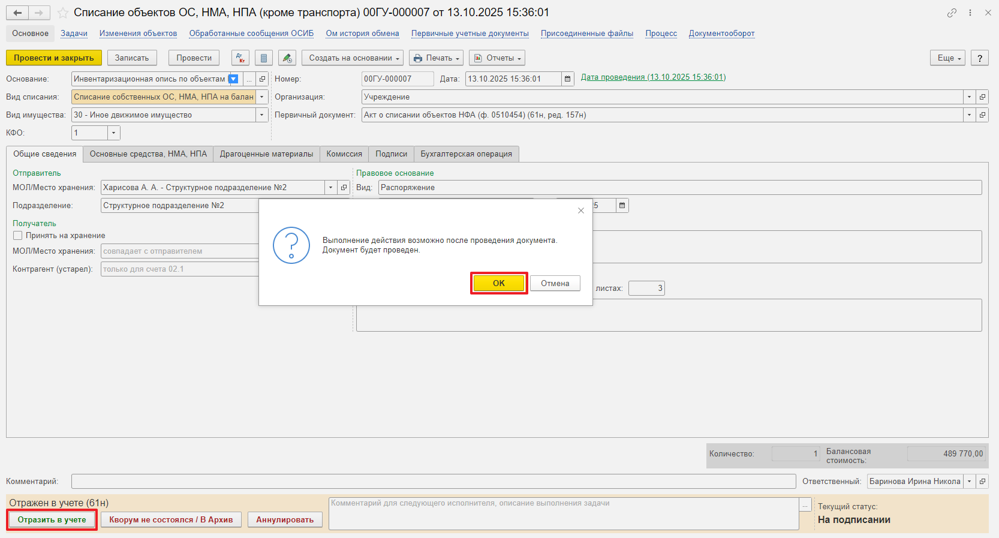 Списание объектов ОС, НМА, НПА (кроме транспорта) 00ГУ-000007 от 13.10.2025 15:36:01
Основное Задачи Изменения объектов Обработанные сообщения ОСИБ Ом история обмена Первичные учетные документы Присоединенные файлы Процесс Документооборот
Провести и закрыть Записать Провести Дт Кт Создать на основании Печать Отчеты Еще ?
Основание: Инвентаризационная опись по объектам ... Номер: 00ГУ-000007 Дата: 13.10.2025 15:36:01 Дата проведения (13.10.2025 15:36:01)
Вид списания: Списание собственных ОС, НМА, НПА на балан Организация: Учреждение
Вид имущества: 30 - Иное движимое имущество Первичный документ: Акт о списании объектов НФА (ф. 0510454) (61н, ред. 157н)
КФО: 1
Общие сведения Основные средства, НМА, НПА Драгоценные материалы Комиссия Подписи Бухгалтерская операция
Отправитель Правовое основание
МОЛ/Место хранения: Харисова А. А. - Структурное подразделение №2 Вид: Распоряжение
Подразделение: Структурное подразделение №2 5
Получатель
Принять на хранение
МОЛ/Место хранения: совпадает с отправителем
Контрагент (устарел): только для счета 02.1
Выполнение действия возможно после проведения документа.
Документ будет проведен.
ОК Отмена
листах: 3
Количество: 1 Балансовая стоимость: 489 770,00
Комментарий: Ответственный: Баринова Ирина Никола
Отражен в учете (61н) Комментарий для следующего исполнителя, описание выполнения задачи ... Текущий статус:
Отразить в учете Кворум не состоялся / В Архив Аннулировать На подписании